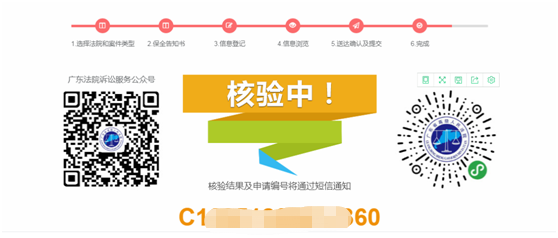 1.选择法院和案件类型
2.保全告知书
3.信息登记
4.信息浏览
5.送达确认及提交
6.完成
广东法院诉讼服务公众号
核验中！
核验结果及申请编号将通过短信通知